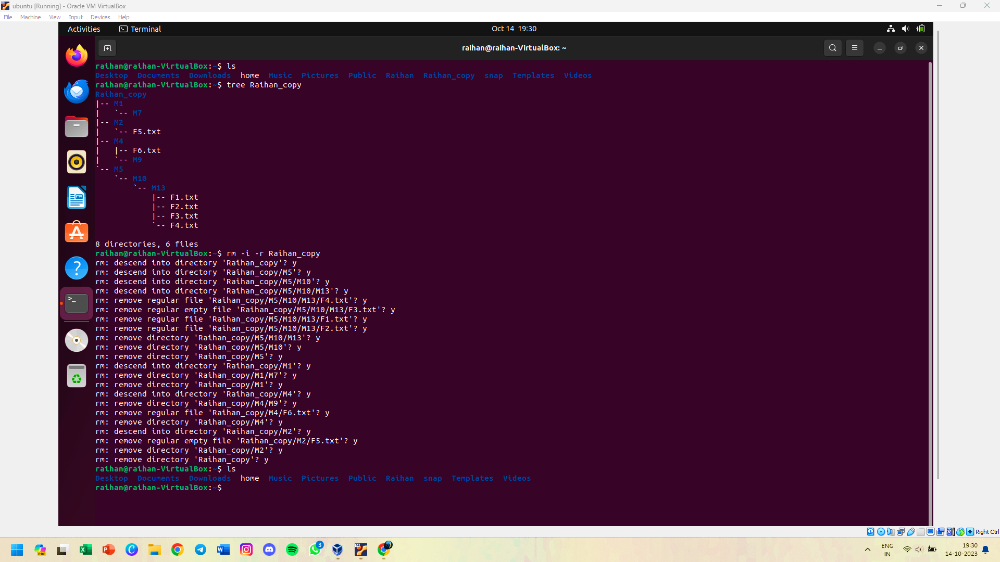 ubuntu [Running] - Oracle VM VirtualBox
File Machine View Input Devices Help
Activities Terminal Oct 14 19:30
raihan@raihan-VirtualBox: ~
raihan@raihan-VirtualBox:~$ ls
Desktop Documents Downloads home Music Pictures Public Raihan Raihan_copy snap Templates Videos
raihan@raihan-VirtualBox:~$ tree Raihan_copy
Raihan_copy
|-- M1
|   `-- M7
|-- M2
|   `-- F5.txt
|-- M4
|   |-- F6.txt
|   `-- M9
`-- M5
    `-- M10
        `-- M13
            |-- F1.txt
            |-- F2.txt
            |-- F3.txt
            `-- F4.txt
8 directories, 6 files
raihan@raihan-VirtualBox:~$ rm -i -r Raihan_copy
rm: descend into directory 'Raihan_copy'? y
rm: descend into directory 'Raihan_copy/M5'? y
rm: descend into directory 'Raihan_copy/M5/M10'? y
rm: descend into directory 'Raihan_copy/M5/M10/M13'? y
rm: remove regular file 'Raihan_copy/M5/M10/M13/F4.txt'? y
rm: remove regular empty file 'Raihan_copy/M5/M10/M13/F3.txt'? y
rm: remove regular file 'Raihan_copy/M5/M10/M13/F1.txt'? y
rm: remove regular file 'Raihan_copy/M5/M10/M13/F2.txt'? y
rm: remove directory 'Raihan_copy/M5/M10/M13'? y
rm: remove directory 'Raihan_copy/M5/M10'? y
rm: remove directory 'Raihan_copy/M5'? y
rm: descend into directory 'Raihan_copy/M1'? y
rm: remove directory 'Raihan_copy/M1/M7'? y
rm: remove directory 'Raihan_copy/M1'? y
rm: descend into directory 'Raihan_copy/M4'? y
rm: remove directory 'Raihan_copy/M4/M9'? y
rm: remove regular file 'Raihan_copy/M4/F6.txt'? y
rm: remove directory 'Raihan_copy/M4'? y
rm: descend into directory 'Raihan_copy/M2'? y
rm: remove regular empty file 'Raihan_copy/M2/F5.txt'? y
rm: remove directory 'Raihan_copy/M2'? y
rm: remove directory 'Raihan_copy'? y
raihan@raihan-VirtualBox:~$ ls
Desktop Documents Downloads home Music Pictures Public Raihan snap Templates Videos
raihan@raihan-VirtualBox:~$
Right Ctrl
PRE
3
ENG
IN
19:30
14-10-2023